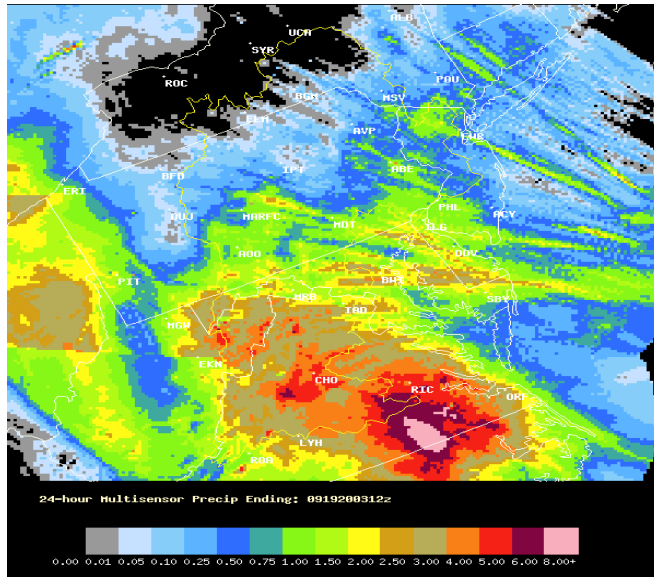 ALB
UCA
SYR
ROC
POU
BGM
MSV
ELM
AVP
EWR
IPT
ABE
BFD
ERI
DUJ
MARFC
MDT
PHL
ACY
ILG
AOO
DOV
PIT
BWI
MRB
SBY
IAD
MGW
EKN
CHO
RIC
ORF
LYH
ROA
24-hour Multisensor Precip Ending: 0919200312z
0.00 0.01 0.05 0.10 0.25 0.50 0.75 1.00 1.50 2.00 2.50 3.00 4.00 5.00 6.00 8.00+